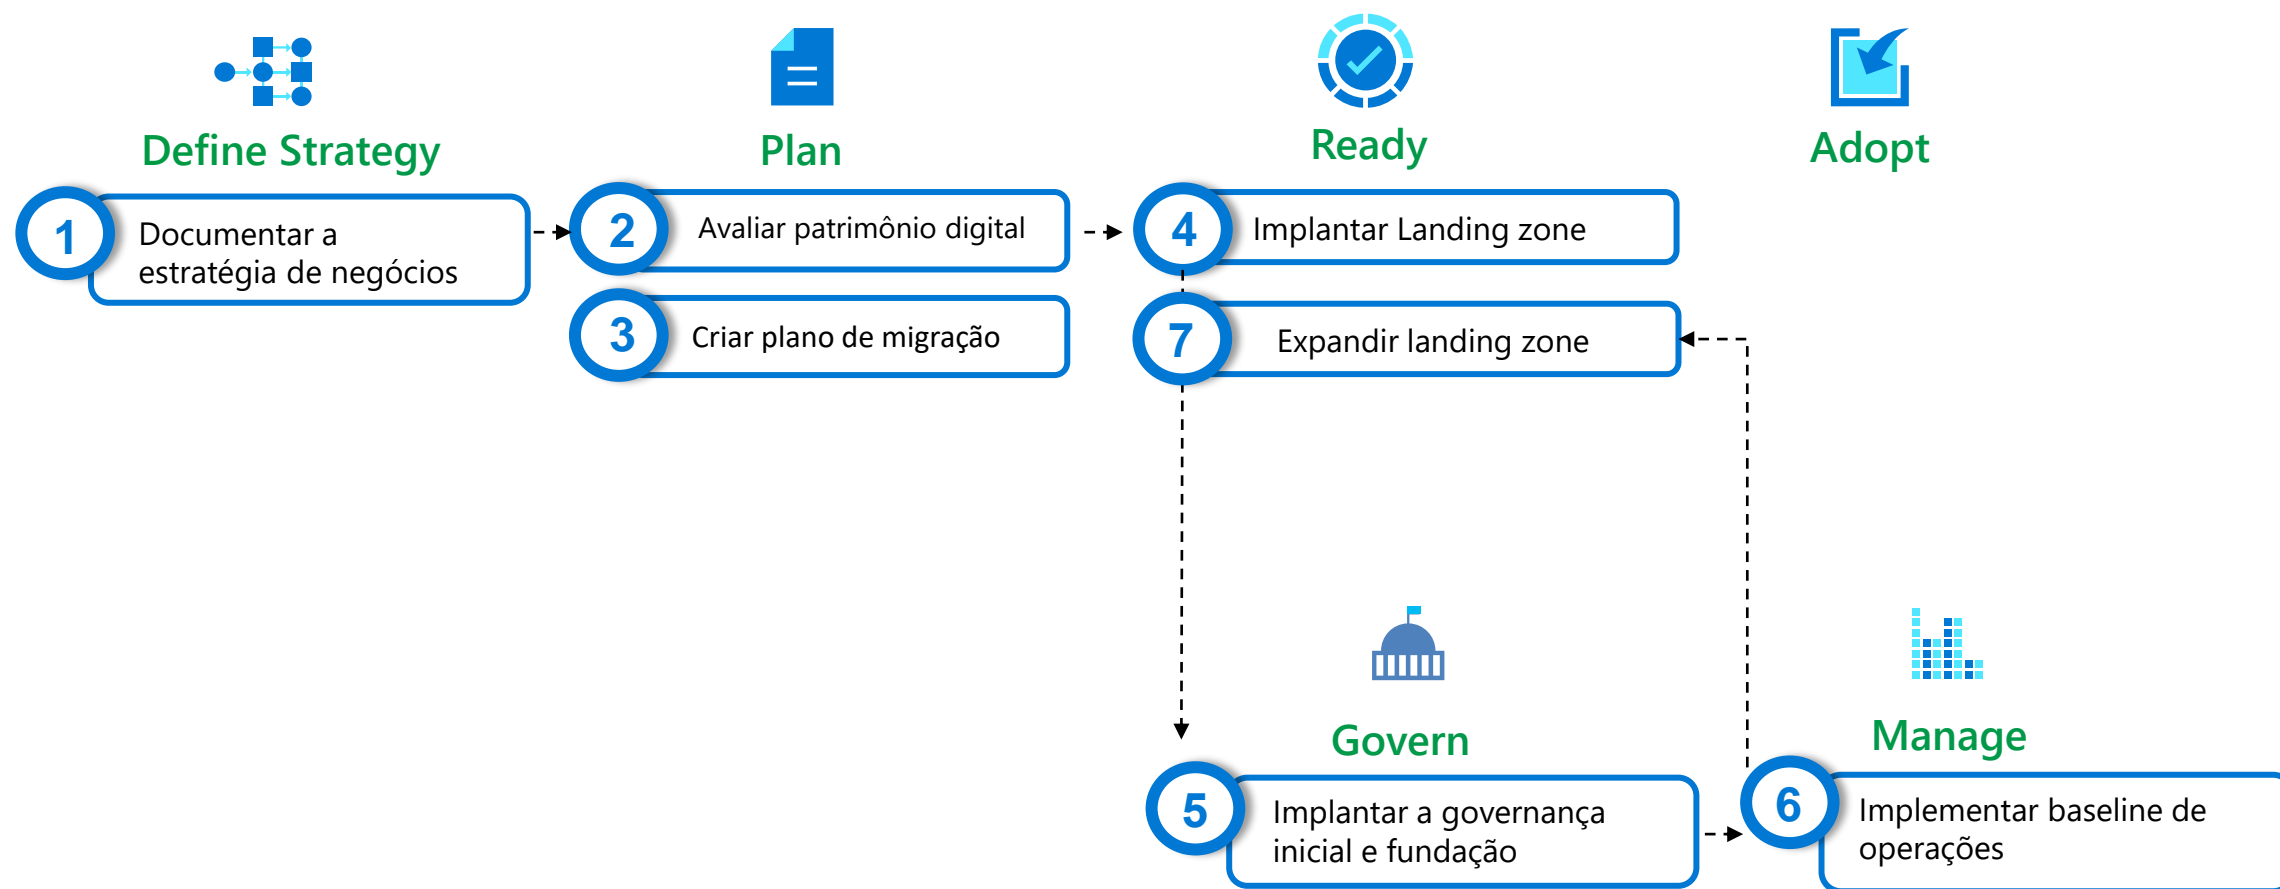 Define Strategy
Plan
Ready
Adopt
1
Documentar a
estratégia de negócios
2
Avaliar patrimônio digital
4
Implantar Landing zone
3
Criar plano de migração
7
Expandir landing zone
Govern
Manage
5
Implantar a governança
inicial e fundação
6
Implementar baseline de
operações